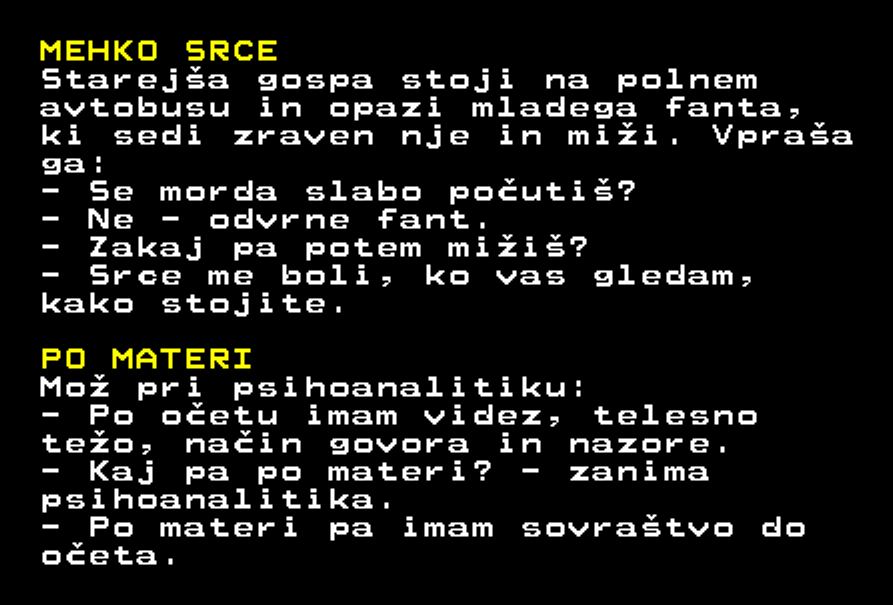 MEHKO SRCE
Starejša gospa stoji na polnem
avtobusu in opazi mladega fanta,
ki sedi zraven nje in miži. Vpraša
ga:
- Se morda slabo počutiš?
- Ne - odvrne fant.
- Zakaj pa potem mižiš?
- Srce me boli, ko vas gledam,
kako stojite.
PO MATERI
Mož pri psihoanalitiku:
- Po očetu imam videz, telesno
težo, način govora in nazore.
- Kaj pa po materi? - zanima
psihoanalitika.
- Po materi pa imam sovraštvo do
očeta.